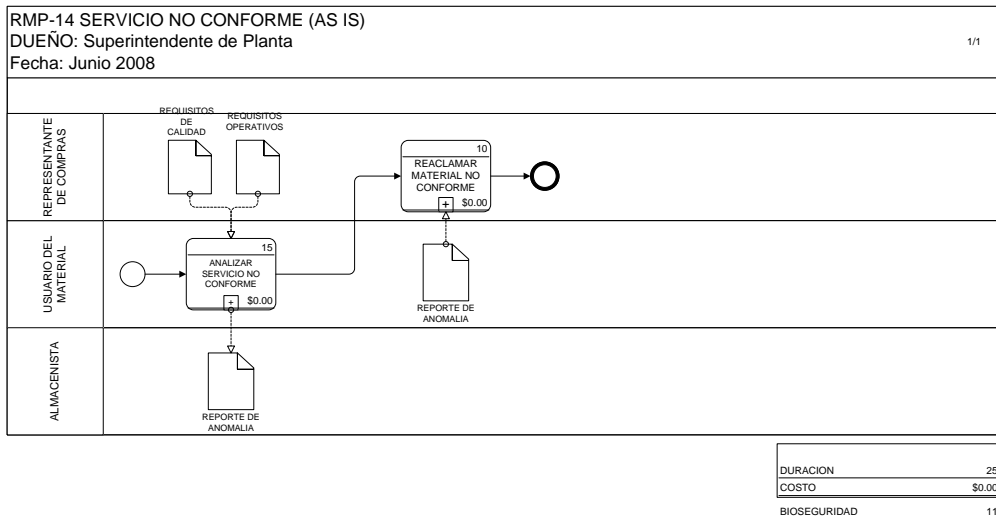 RMP-14 SERVICIO NO CONFORME (AS IS)
DUEÑO: Superintendente de Planta
1/1
Fecha: Junio 2008
REPRESENTANTE
DE COMPRAS
REQUISITOS
DE
CALIDAD
REQUISITOS
OPERATIVOS
10
REACLAMAR
MATERIAL NO
CONFORME
+
$0.00
USUARIO DEL
MATERIAL
15
ANALIZAR
SERVICIO NO
CONFORME
+
$0.00
REPORTE DE
ANOMALIA
ALMACENISTA
REPORTE DE
ANOMALIA
DURACION 25
COSTO $0.00
BIOSEGURIDAD 11